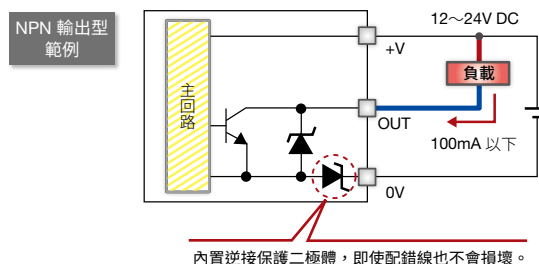 NPN 輸出型
範例
12～24V DC
+V
負載
主回路
OUT
100mA 以下
0V
內置逆接保護二極體，即使配錯線也不會損壞。